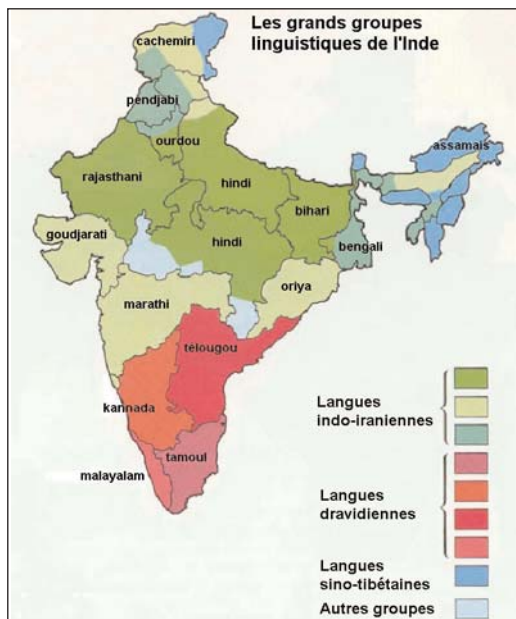 Les grands groupes
linguistiques de l'Inde
cachemiri
pendjabi
ourdou
rajasthani
hindi
assamais
bihari
goudjarati
hindi
bengali
oriya
marathi
télougou
kannada
tamoul
malayalam
Langues
indo-iraniennes
Langues
dravidiennes
Langues
sino-tibétaines
Autres groupes